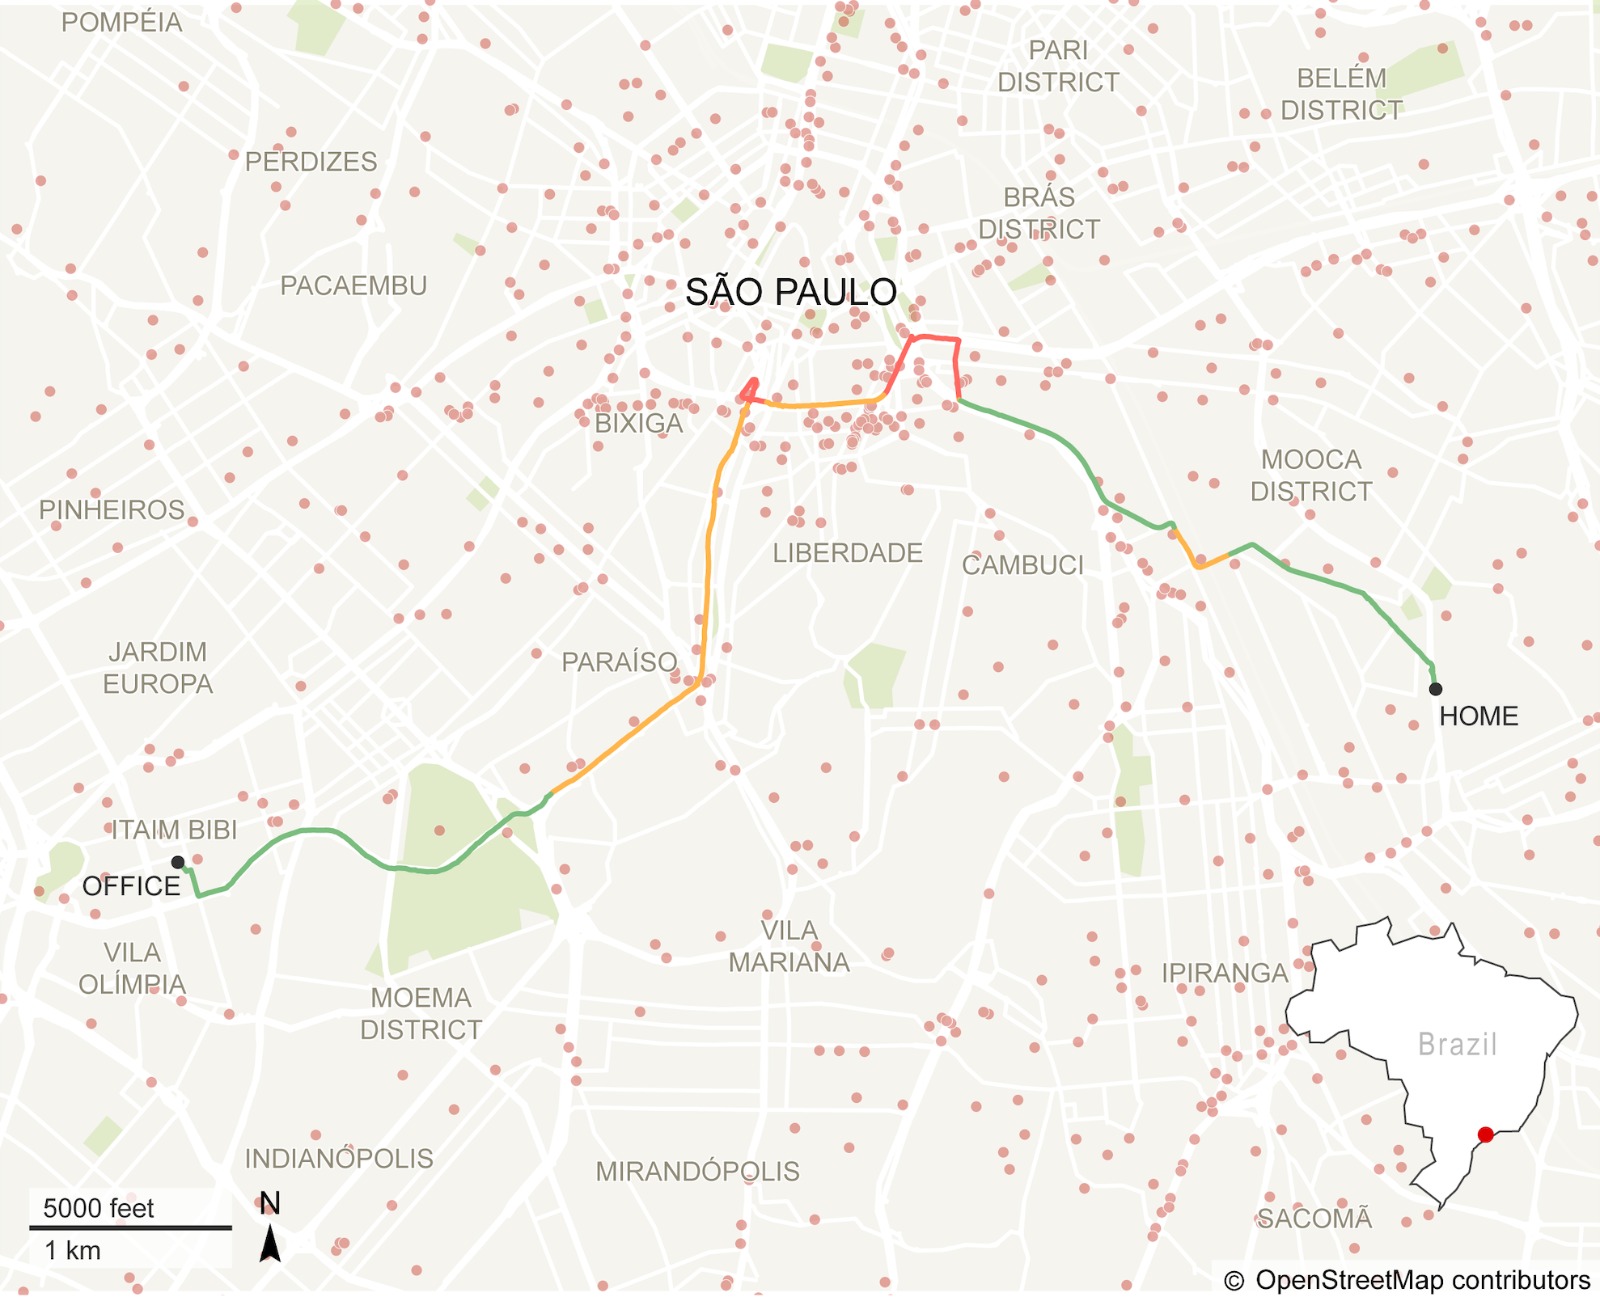 POMPÉIA
PARI
DISTRICT
BELÉM
DISTRICT
PERDIZES
BRÁS
DISTRICT
PACAEMBU
SÃO PAULO
BIXIGA
MOOCA
DISTRICT
PINHEIROS
LIBERDADE
CAMBUCI
JARDIM
EUROPA
PARAÍSO
HOME
ITAIM BIBI
OFFICE
VILA
OLÍMPIA
VILA
MARIANA
IPIRANGA
MOEMA
DISTRICT
Brazil
INDIANÓPOLIS
MIRANDÓPOLIS
SACOMÃ
5000 feet
1 km
N
© OpenStreetMap contributors